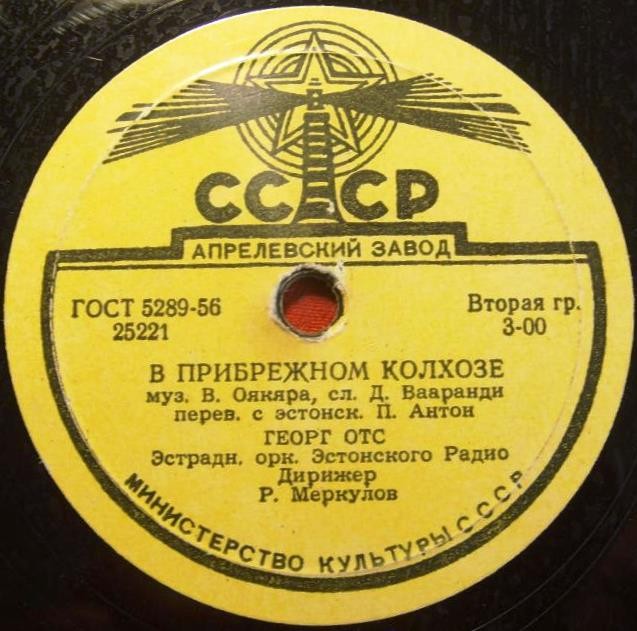 СССР
АПРЕЛЕВСКИЙ ЗАВОД
ГОСТ 5289-56
25221
Вторая гр.
3-00
В ПРИБРЕЖНОМ КОЛХОЗЕ
муз. В. Оякяра, сл. Д. Вааранди
перев. с эстонск. П. Антон
ГЕОРГ ОТС
Эстрадн. орк. Эстонского Радио
Дирижер
Р. Меркулов
МИНИСТЕРСТВО КУЛЬТУРЫ СССР